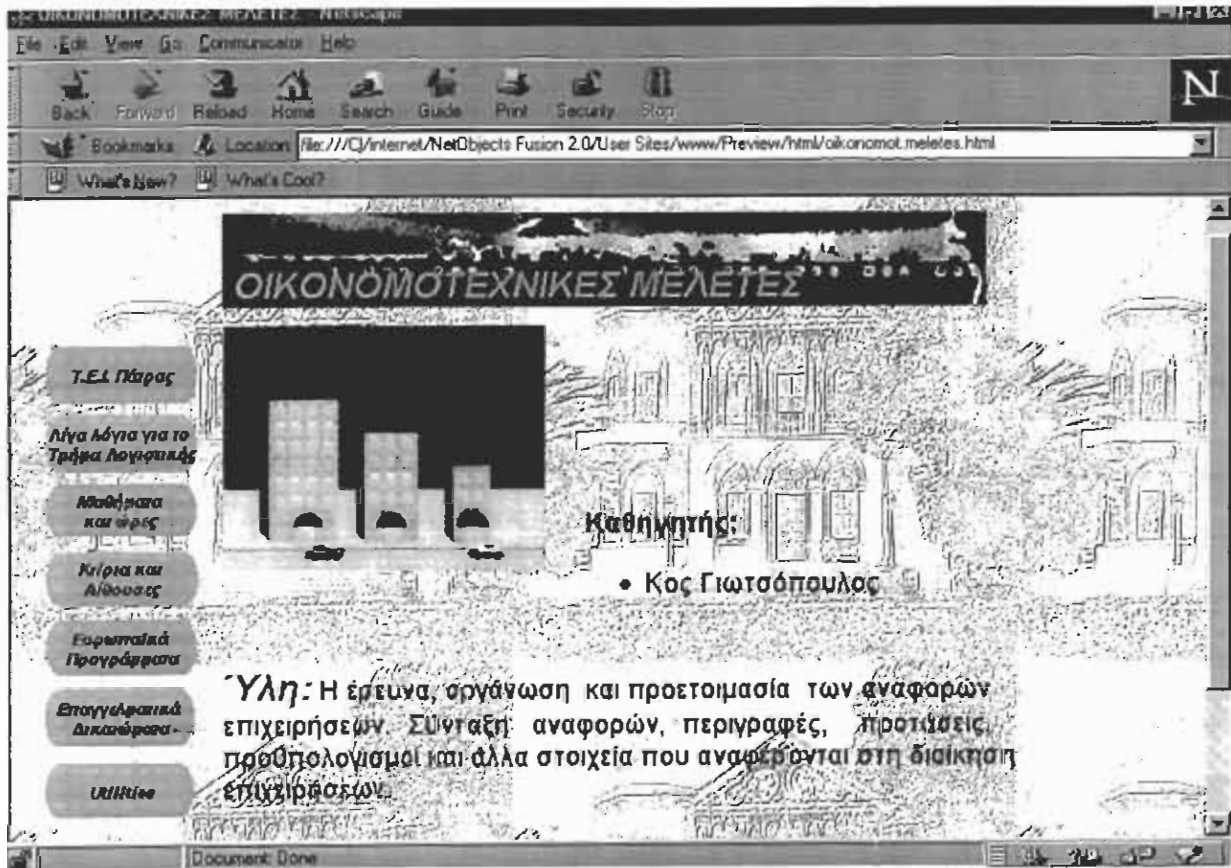 ΟΙΚΟΝΟΜΟΤΕΧΝΙΚΕΣ ΜΕΛΕΤΕΣ - Netscape
File Edit View Go Communicator Help
Back Forward Reload Home Search Guide Print Security Stop
N
Bookmarks Location file:///C|/internet/NetObjects Fusion 2.0/User Sites/www/Preview/html/oikonomot.meletes.html
What's New? What's Cool?
ΟΙΚΟΝΟΜΟΤΕΧΝΙΚΕΣ ΜΕΛΕΤΕΣ
Τ.Ε.Ι. Πάτρας
Λίγα Λόγια για το
Τμήμα Λογιστικής
Μαθήματα
και ώρες
Κτίρια και
Αίθουσες
Ευρωπαϊκά
Προγράμματα
Επαγγελματικά
Δικαιώματα
Utilities
Καθηγητής:
• Κος Γιωτσόπουλος
Ύλη: Η έρευνα, οργάνωση και προετοιμασία των αναφορών
επιχειρήσεων. Σύνταξη αναφορών, περιγραφές, προτάσεις,
προϋπολογισμοί και άλλα στοιχεία που αναφέρονται στη διοίκηση
επιχειρήσεων.
Document: Done